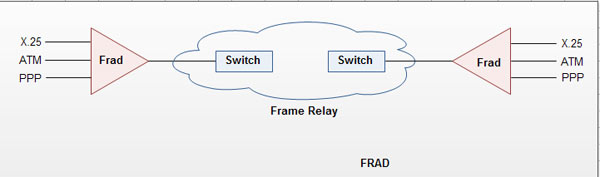 X.25
ATM
PPP
Frad
Switch
Switch
Frad
X.25
ATM
PPP
Frame Relay
FRAD